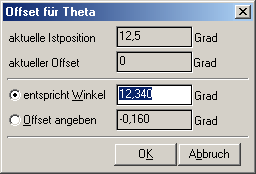 Offset für Theta
aktuelle Istposition 12,5 Grad
aktueller Offset 0 Grad
entspricht Winkel 12,340 Grad
Offset angeben -0,160 Grad
OK Abbruch